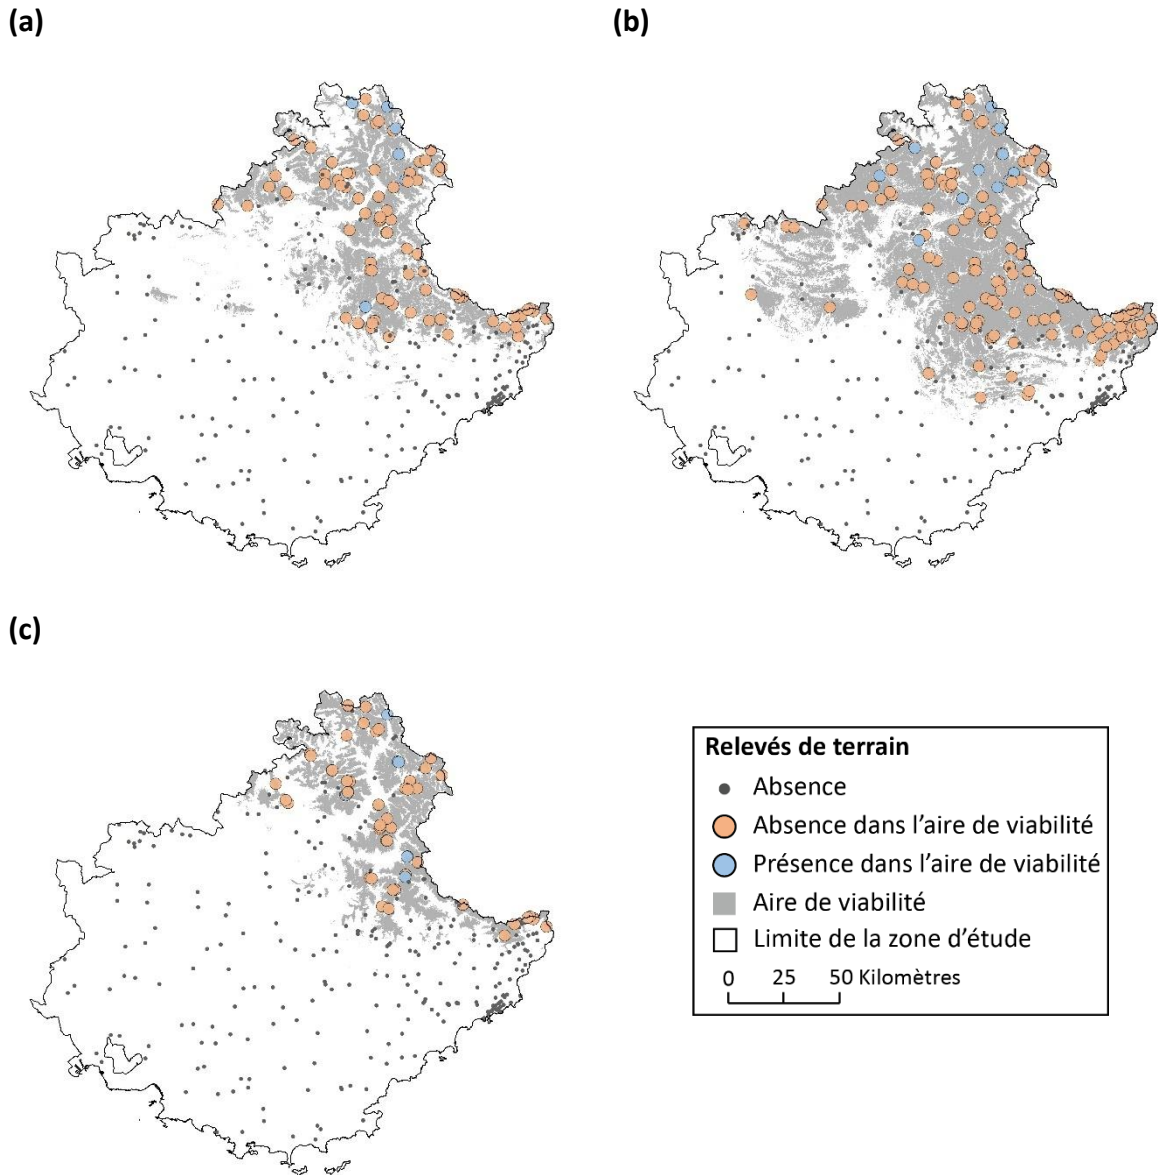 (a)
(b)
(c)
Relevés de terrain
Absence
Absence dans l'aire de viabilité
Présence dans l'aire de viabilité
Aire de viabilité
Limite de la zone d'étude
0 25 50 Kilomètres